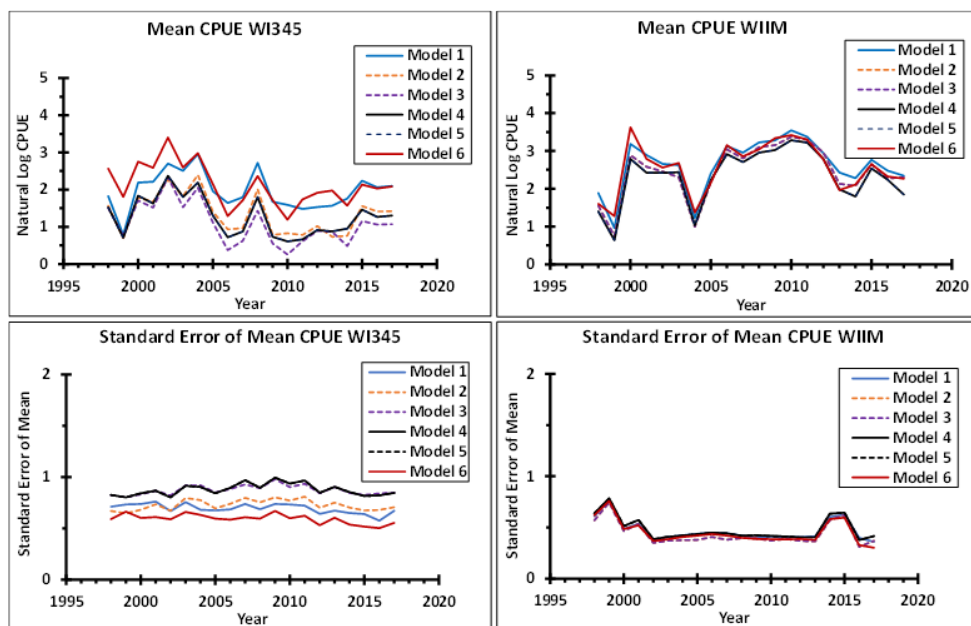 Mean CPUE WI345
Model 1
Model 2
Model 3
Model 4
Model 5
Model 6
Natural Log CPUE
5
4
3
2
1
0
1995 2000 2005 2010 2015 2020
Year
Mean CPUE WIIM
Model 1
Model 2
Model 3
Model 4
Model 5
Model 6
Natural Log CPUE
5
4
3
2
1
0
1995 2000 2005 2010 2015 2020
Year
Standard Error of Mean CPUE WI345
Model 1
Model 2
Model 3
Model 4
Model 5
Model 6
Standard Error of Mean
2
1
0
1995 2000 2005 2010 2015 2020
Year
Standard Error of Mean CPUE WIIM
Model 1
Model 2
Model 3
Model 4
Model 5
Model 6
Standard Error of Mean
2
1
0
1995 2000 2005 2010 2015 2020
Year